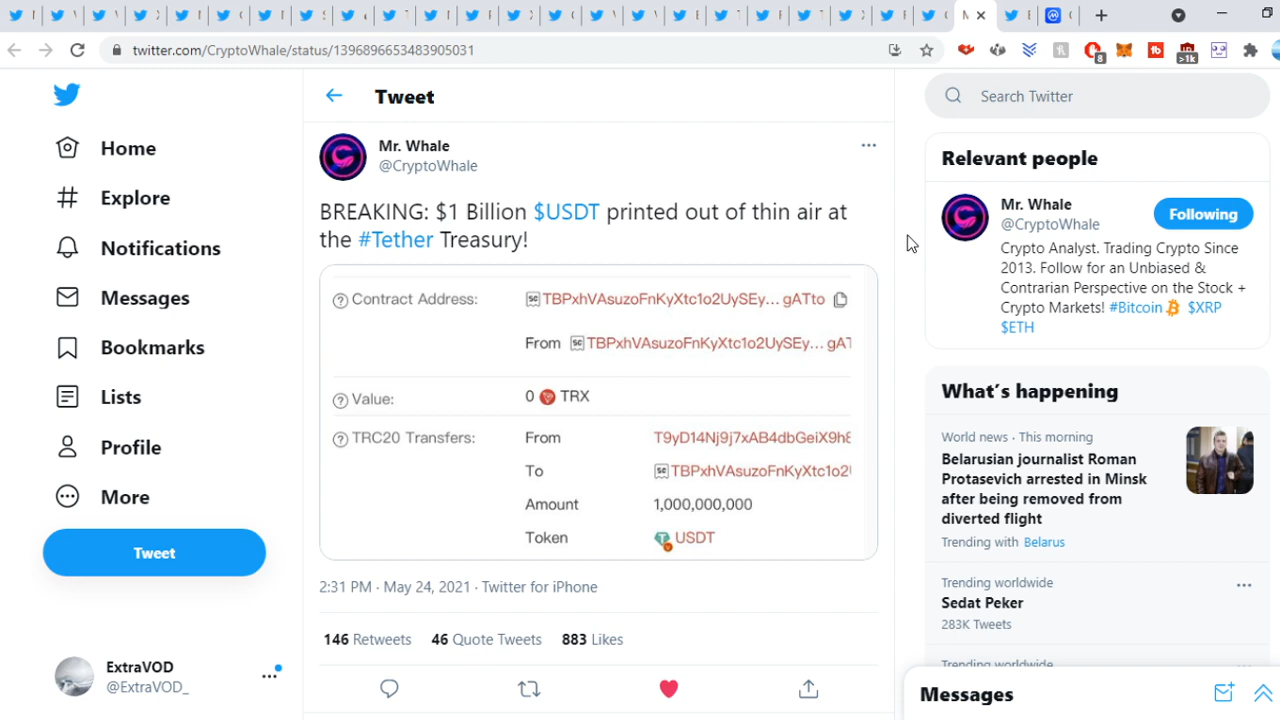 twitter.com/CryptoWhale/status/1396896653483905031
8
>1k
Home
Explore
Notifications
Messages
Bookmarks
Lists
Profile
More
Tweet
ExtraVOD
@ExtraVOD_
Tweet
Mr. Whale
@CryptoWhale
BREAKING: $1 Billion $USDT printed out of thin air at
the #Tether Treasury!
Contract Address: TBPxhVAsuzoFnKyXtc1o2UySEy... gATto
From TBPxhVAsuzoFnKyXtc1o2UySEy... gAT
Value: 0 TRX
TRC20 Transfers: From T9yD14Nj9j7xAB4dbGeiX9h8
To TBPxhVAsuzoFnKyXtc1o2U
Amount 1,000,000,000
Token USDT
2:31 PM · May 24, 2021 · Twitter for iPhone
146 Retweets 46 Quote Tweets 883 Likes
Search Twitter
Relevant people
Mr. Whale
@CryptoWhale
Following
Crypto Analyst. Trading Crypto Since
2013. Follow for an Unbiased &
Contrarian Perspective on the Stock +
Crypto Markets! #Bitcoin $XRP
$ETH
What's happening
World news · This morning
Belarusian journalist Roman
Protasevich arrested in Minsk
after being removed from
diverted flight
Trending with Belarus
Trending worldwide
Sedat Peker
283K Tweets
Trending worldwide
Messages